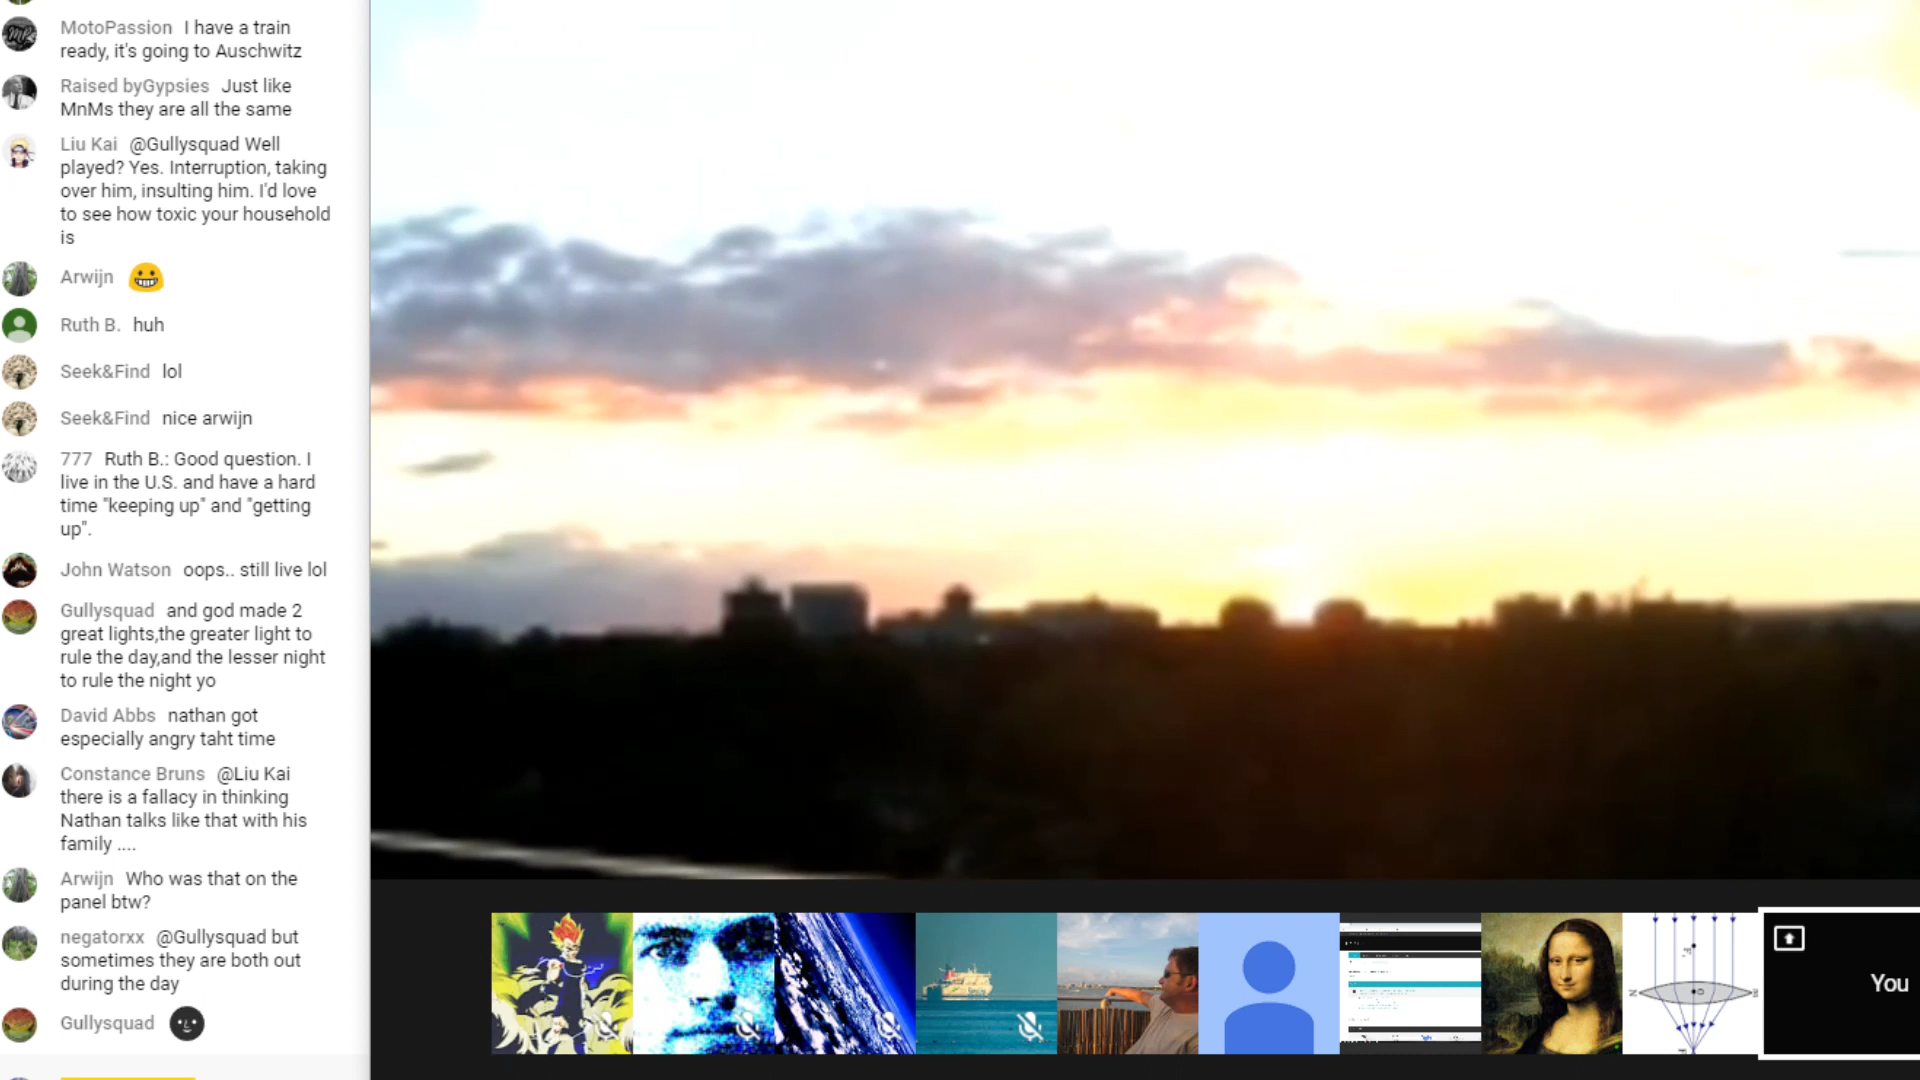 MotoPassion I have a train
ready, it's going to Auschwitz
Raised byGypsies Just like
MnMs they are all the same
Liu Kai @Gullysquad Well
played? Yes. Interruption, taking
over him, insulting him. I'd love
to see how toxic your household
is
Arwijn
Ruth B. huh
Seek&Find lol
Seek&Find nice arwijn
777 Ruth B.: Good question. I
live in the U.S. and have a hard
time "keeping up" and "getting
up".
John Watson oops.. still live lol
Gullysquad and god made 2
great lights,the greater light to
rule the day,and the lesser night
to rule the night yo
David Abbs nathan got
especially angry taht time
Constance Bruns @Liu Kai
there is a fallacy in thinking
Nathan talks like that with his
family ....
Arwijn Who was that on the
panel btw?
negatorxx @Gullysquad but
sometimes they are both out
during the day
Gullysquad
You